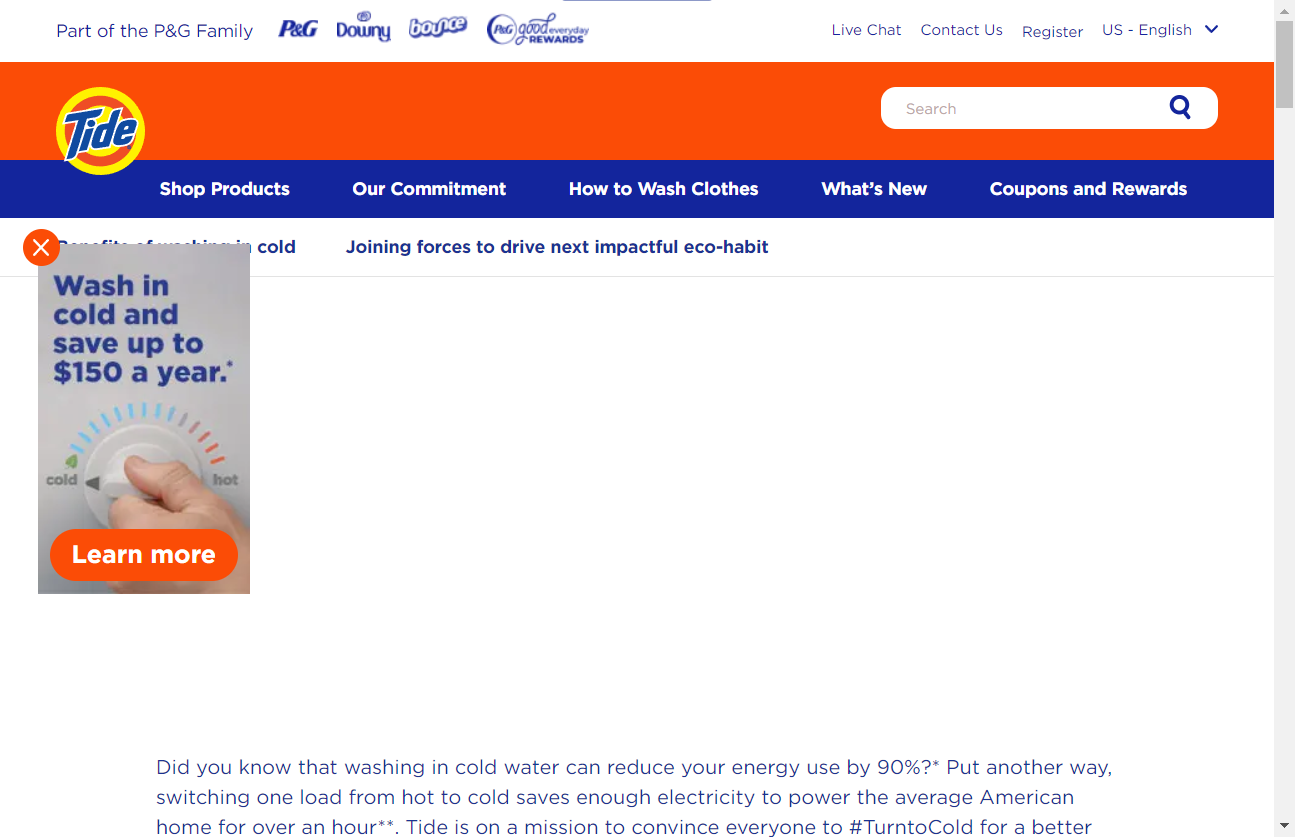 Part of the P&G Family
P&G
Downy
bounce
P&G good everyday REWARDS
Live Chat
Contact Us
Register
US - English
Tide
Search
Shop Products
Our Commitment
How to Wash Clothes
What's New
Coupons and Rewards
Benefits of washing in cold
Joining forces to drive next impactful eco-habit
Wash in
cold and
save up to
$150 a year.*
cold
hot
Learn more
Did you know that washing in cold water can reduce your energy use by 90%?* Put another way,
switching one load from hot to cold saves enough electricity to power the average American
home for over an hour**. Tide is on a mission to convince everyone to #TurntoCold for a better